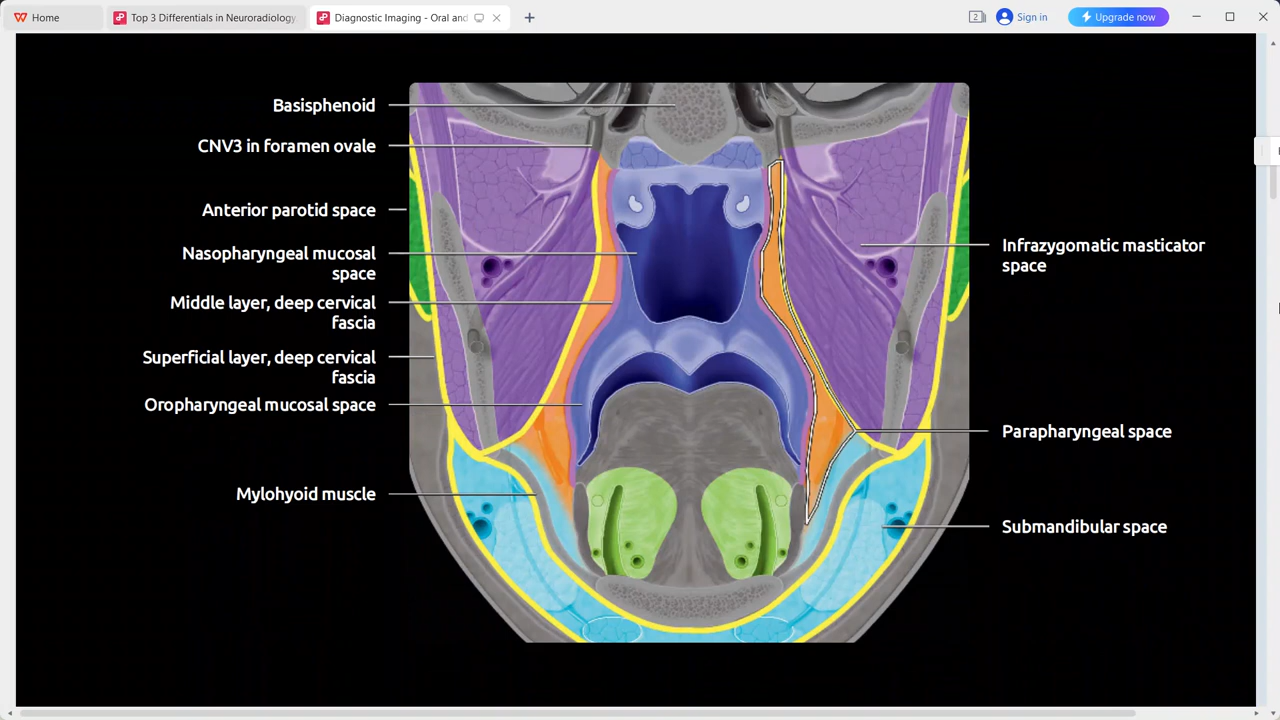 Home
Top 3 Differentials in Neuroradiology.
Diagnostic Imaging - Oral and
2
Sign in
Upgrade now
Basisphenoid
CNV3 in foramen ovale
Anterior parotid space
Nasopharyngeal mucosal
space
Middle layer, deep cervical
fascia
Superficial layer, deep cervical
fascia
Oropharyngeal mucosal space
Mylohyoid muscle
Infrazygomatic masticator
space
Parapharyngeal space
Submandibular space